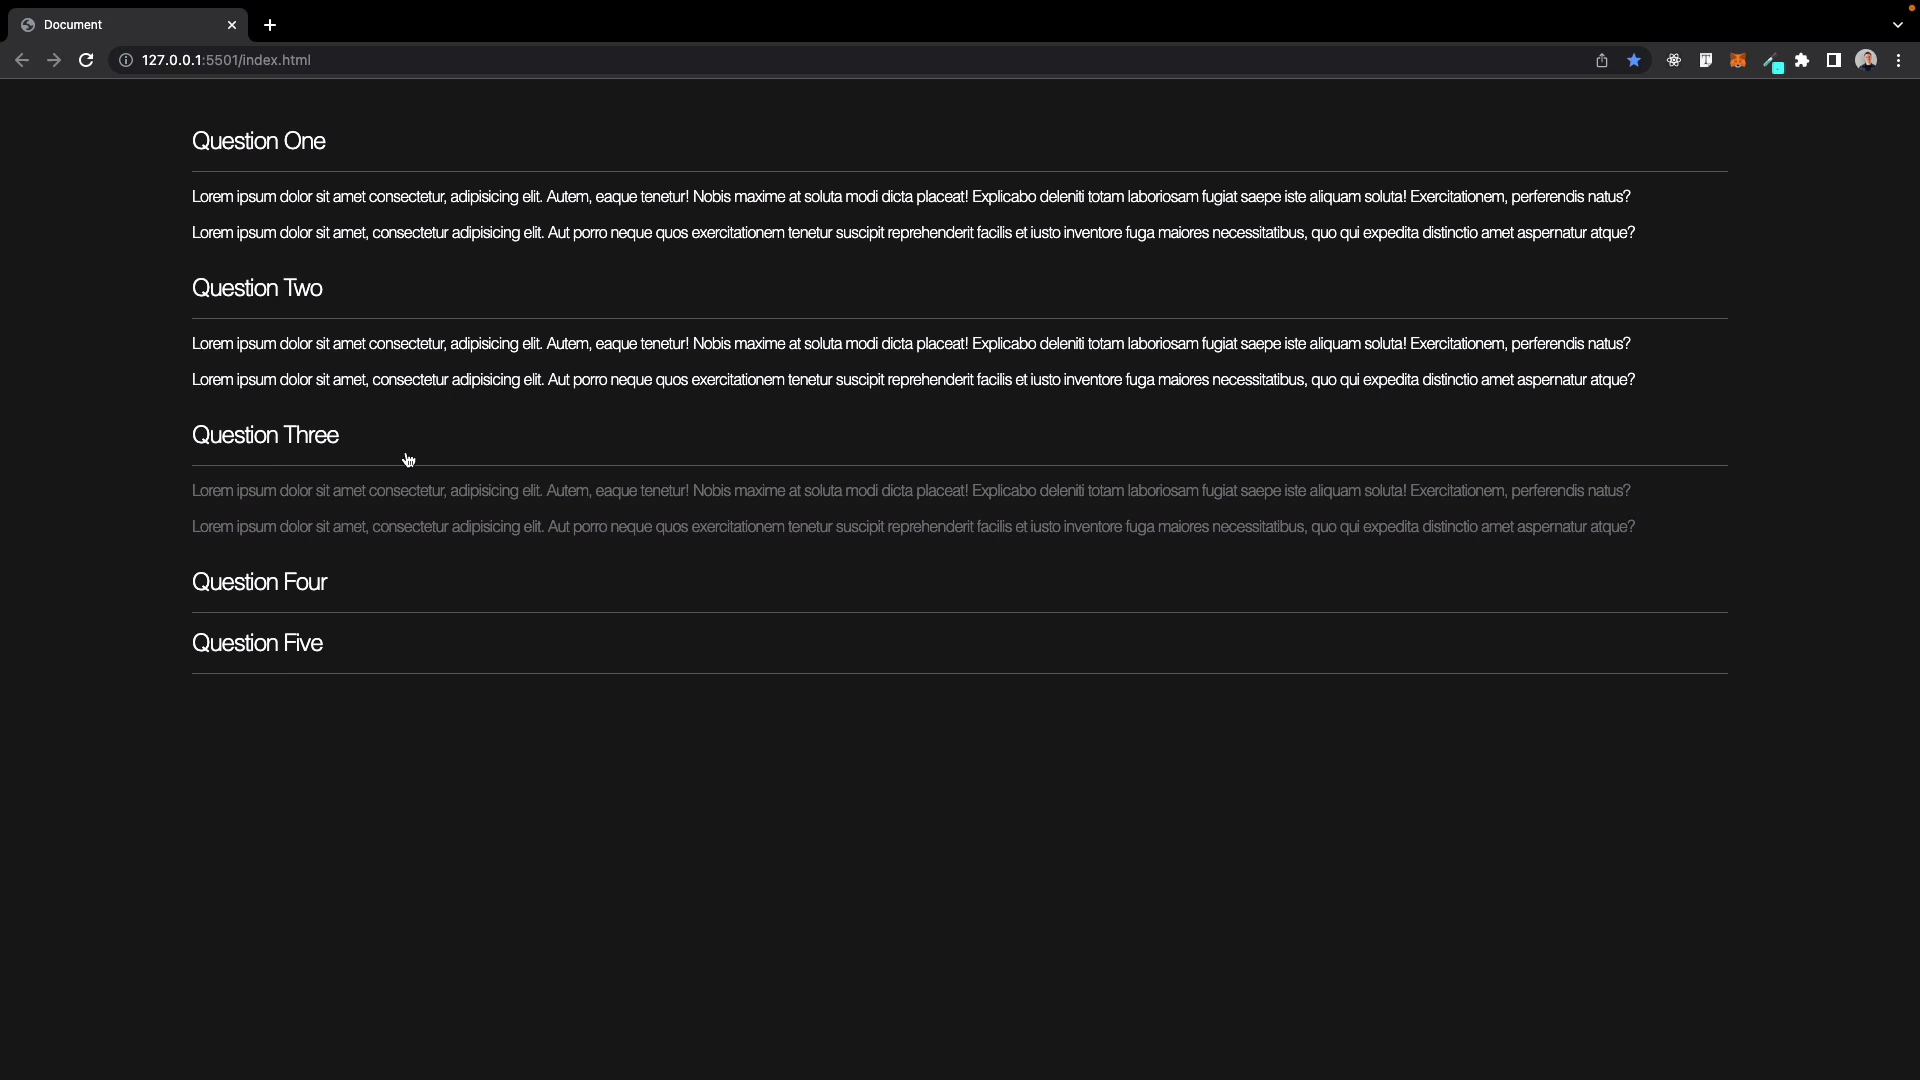 Document
127.0.0.1:5501/index.html
Question One
Lorem ipsum dolor sit amet consectetur, adipisicing elit. Autem, eaque tenetur! Nobis maxime at soluta modi dicta placeat! Explicabo deleniti totam laboriosam fugiat saepe iste aliquam soluta! Exercitationem, perferendis natus?
Lorem ipsum dolor sit amet, consectetur adipisicing elit. Aut porro neque quos exercitationem tenetur suscipit reprehenderit facilis et iusto inventore fuga maiores necessitatibus, quo qui expedita distinctio amet aspernatur atque?
Question Two
Lorem ipsum dolor sit amet consectetur, adipisicing elit. Autem, eaque tenetur! Nobis maxime at soluta modi dicta placeat! Explicabo deleniti totam laboriosam fugiat saepe iste aliquam soluta! Exercitationem, perferendis natus?
Lorem ipsum dolor sit amet, consectetur adipisicing elit. Aut porro neque quos exercitationem tenetur suscipit reprehenderit facilis et iusto inventore fuga maiores necessitatibus, quo qui expedita distinctio amet aspernatur atque?
Question Three
Lorem ipsum dolor sit amet consectetur, adipisicing elit. Autem, eaque tenetur! Nobis maxime at soluta modi dicta placeat! Explicabo deleniti totam laboriosam fugiat saepe iste aliquam soluta! Exercitationem, perferendis natus?
Lorem ipsum dolor sit amet, consectetur adipisicing elit. Aut porro neque quos exercitationem tenetur suscipit reprehenderit facilis et iusto inventore fuga maiores necessitatibus, quo qui expedita distinctio amet aspernatur atque?
Question Four
Question Five